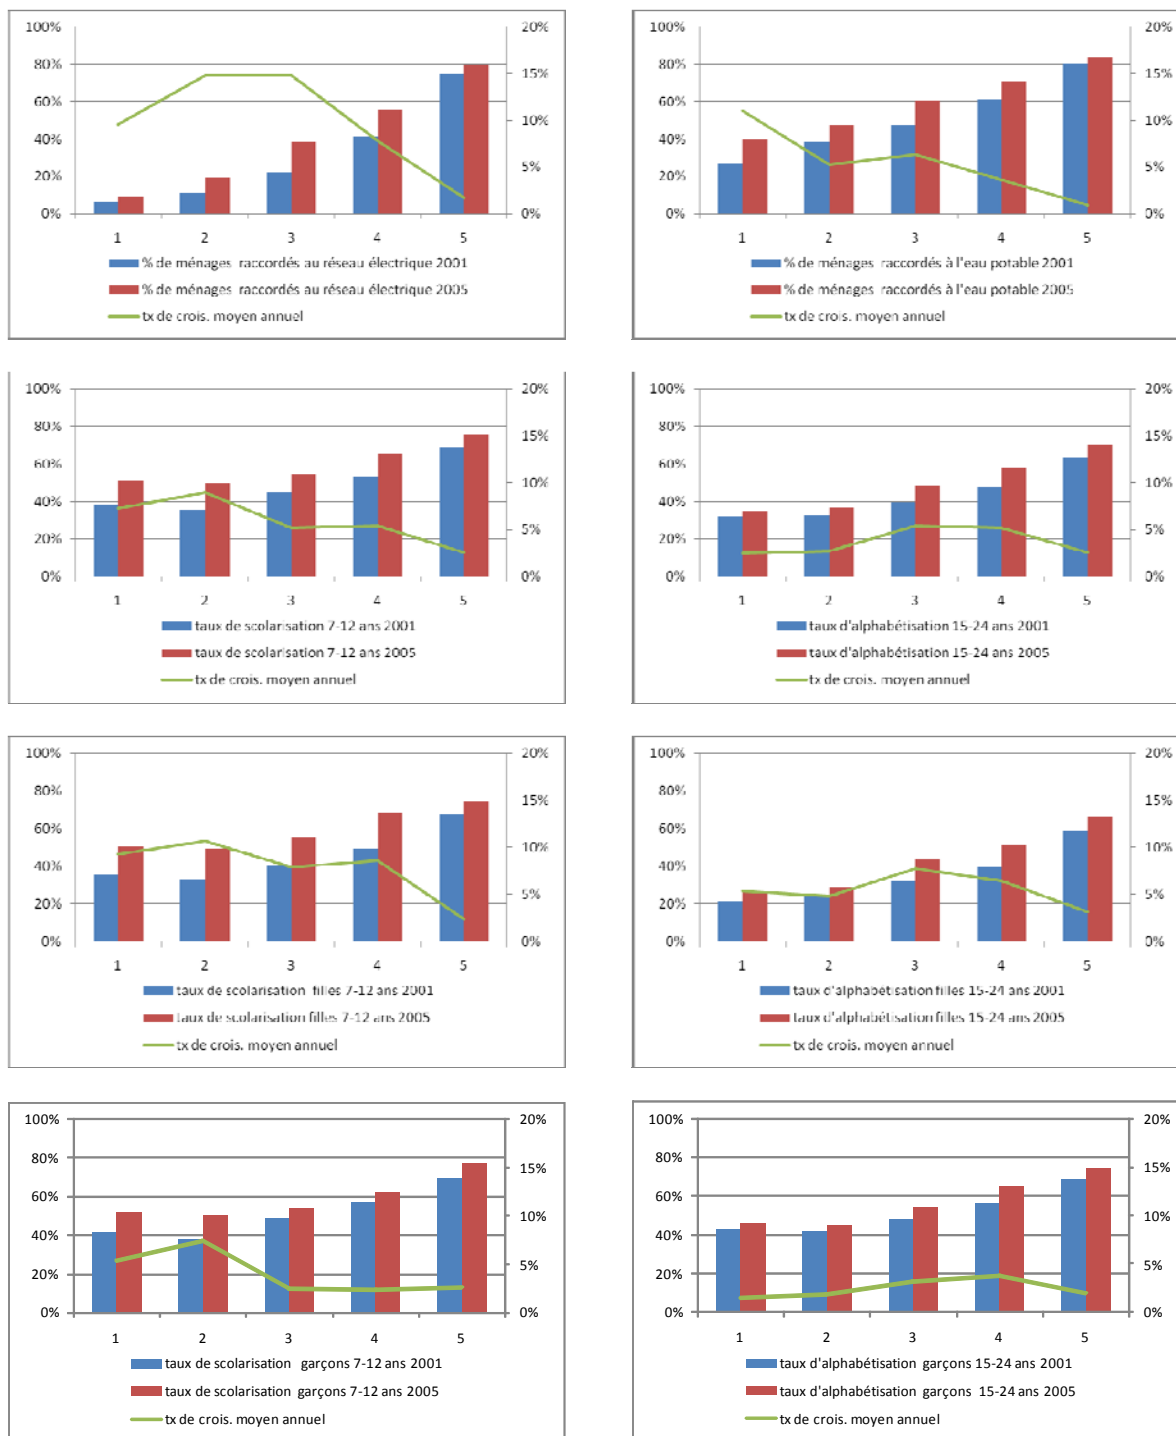 100%
80%
60%
40%
20%
0%
20%
15%
10%
5%
0%
1 2 3 4 5
% de ménages raccordés au réseau électrique 2001
% de ménages raccordés au réseau électrique 2005
tx de crois. moyen annuel
100%
80%
60%
40%
20%
0%
20%
15%
10%
5%
0%
1 2 3 4 5
% de ménages raccordés à l'eau potable 2001
% de ménages raccordés à l'eau potable 2005
tx de crois. moyen annuel
100%
80%
60%
40%
20%
0%
20%
15%
10%
5%
0%
1 2 3 4 5
taux de scolarisation 7-12 ans 2001
taux de scolarisation 7-12 ans 2005
tx de crois. moyen annuel
100%
80%
60%
40%
20%
0%
20%
15%
10%
5%
0%
1 2 3 4 5
taux d'alphabétisation 15-24 ans 2001
taux d'alphabétisation 15-24 ans 2005
tx de crois. moyen annuel
100%
80%
60%
40%
20%
0%
20%
15%
10%
5%
0%
1 2 3 4 5
taux de scolarisation filles 7-12 ans 2001
taux de scolarisation filles 7-12 ans 2005
tx de crois. moyen annuel
100%
80%
60%
40%
20%
0%
20%
15%
10%
5%
0%
1 2 3 4 5
taux d'alphabétisation filles 15-24 ans 2001
taux d'alphabétisation filles 15-24 ans 2005
tx de crois. moyen annuel
100%
80%
60%
40%
20%
0%
20%
15%
10%
5%
0%
1 2 3 4 5
taux de scolarisation garçons 7-12 ans 2001
taux de scolarisation garçons 7-12 ans 2005
tx de crois. moyen annuel
100%
80%
60%
40%
20%
0%
20%
15%
10%
5%
0%
1 2 3 4 5
taux d'alphabétisation garçons 15-24 ans 2001
taux d'alphabétisation garçons 15-24 ans 2005
tx de crois. moyen annuel